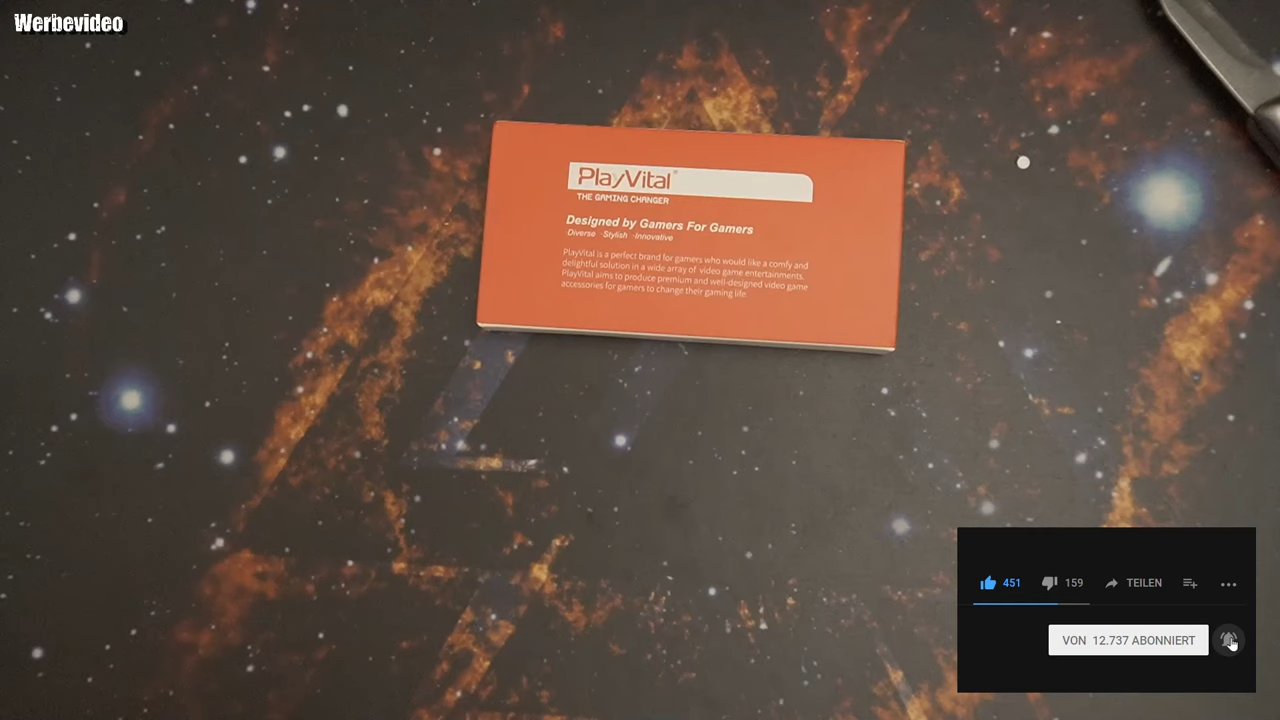 Werbevideo
PlayVital®
THE GAMING CHANGER
Designed by Gamers For Gamers
·Diverse ·Stylish ·Innovative
PlayVital is a perfect brand for gamers who would like a comfy and
delightful solution in a wide array of video game entertainments.
PlayVital aims to produce premium and well-designed video game
accessories for gamers to change their gaming life.
451 159 TEILEN
VON 12.737 ABONNIERT